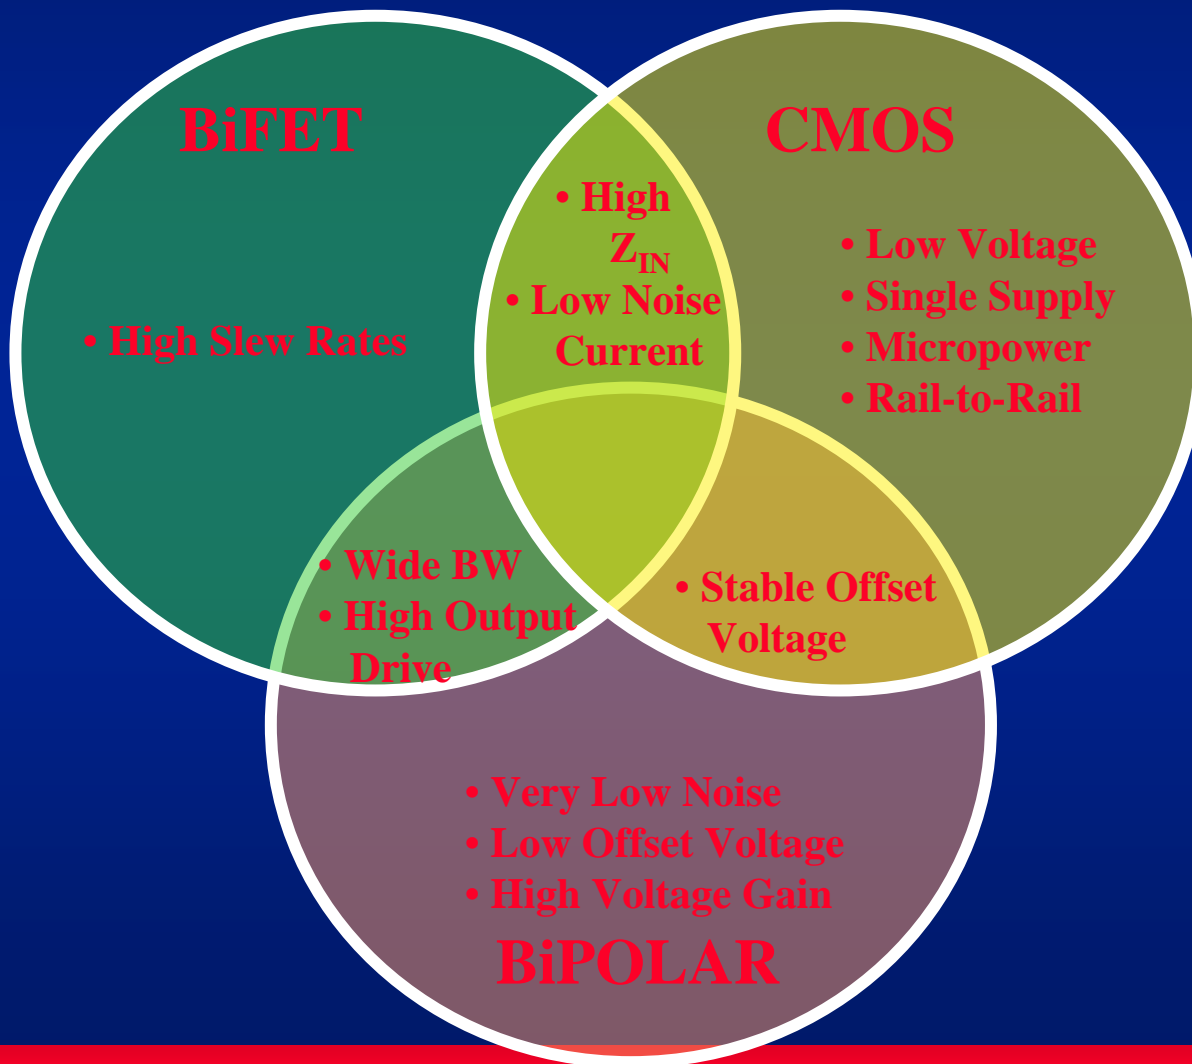 BiFET
CMOS
• High
Z_IN
• Low Noise
Current
• Low Voltage
• Single Supply
• Micropower
• Rail-to-Rail
• High Slew Rates
• Wide BW
• High Output
Drive
• Stable Offset
Voltage
• Very Low Noise
• Low Offset Voltage
• High Voltage Gain
BiPOLAR